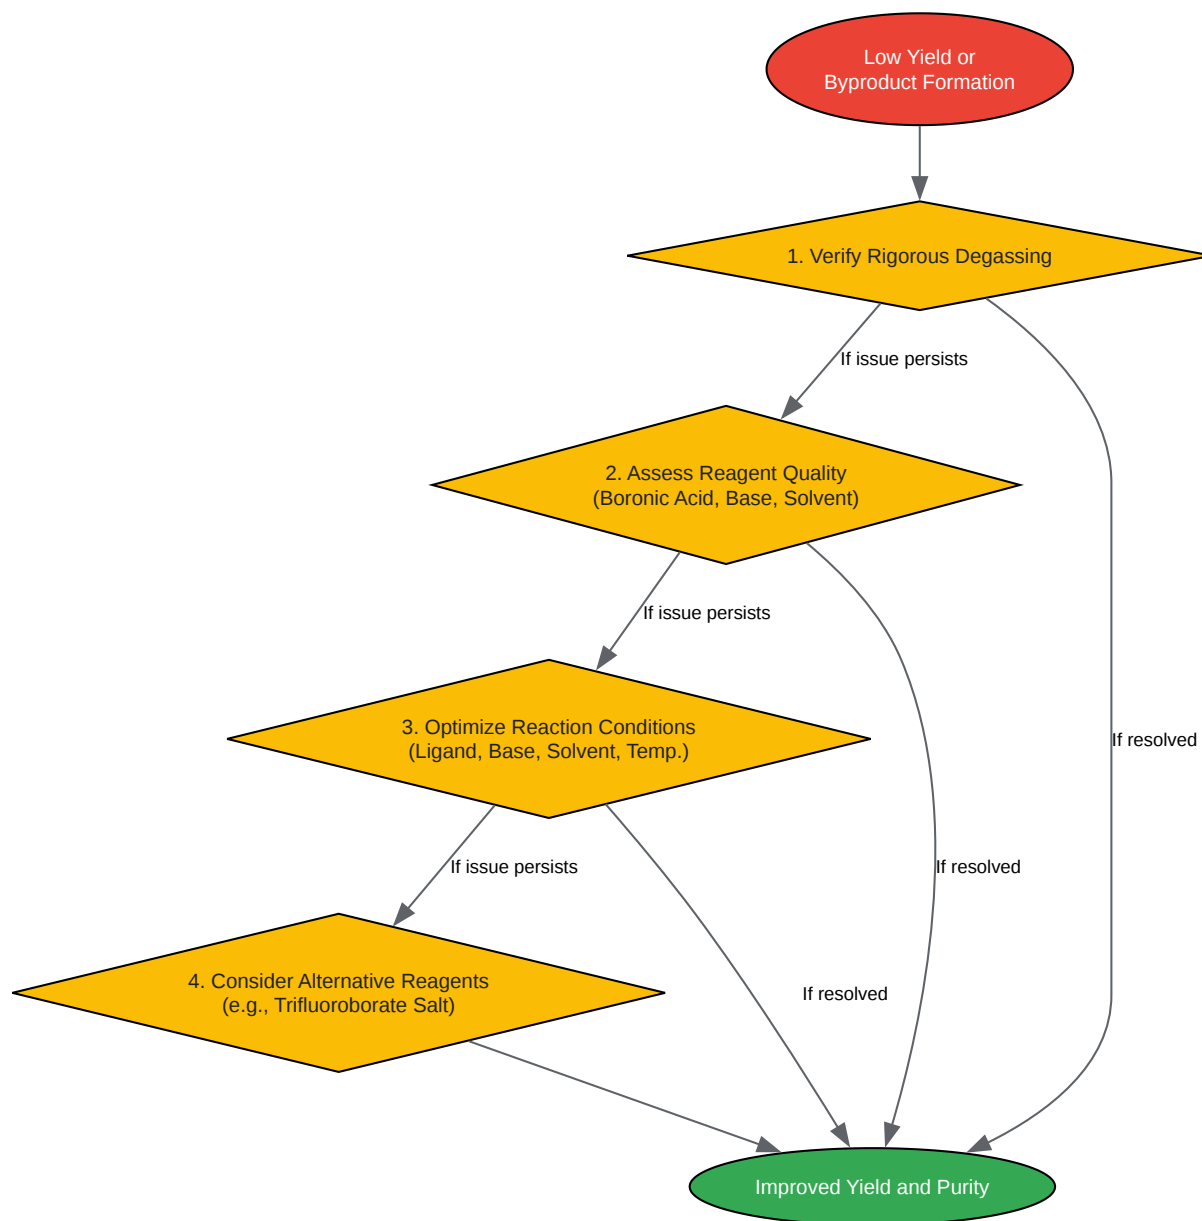 Low Yield or
Byproduct Formation
1. Verify Rigorous Degassing
If issue persists
2. Assess Reagent Quality
(Boronic Acid, Base, Solvent)
If issue persists
3. Optimize Reaction Conditions
(Ligand, Base, Solvent, Temp.)
If resolved
If issue persists
If resolved
4. Consider Alternative Reagents
(e.g., Trifluoroborate Salt)
If resolved
Improved Yield and Purity